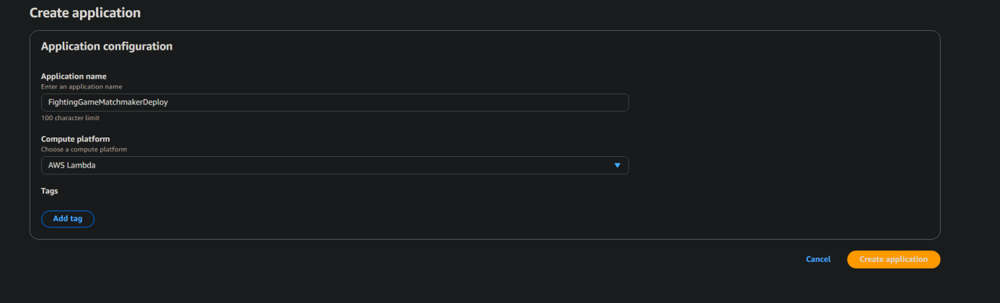 Create application
Application configuration
Application name
Enter an application name
FightingGameMatchmakerDeploy
100 character limit
Compute platform
Choose a compute platform
AWS Lambda
Tags
Add tag
Cancel
Create application